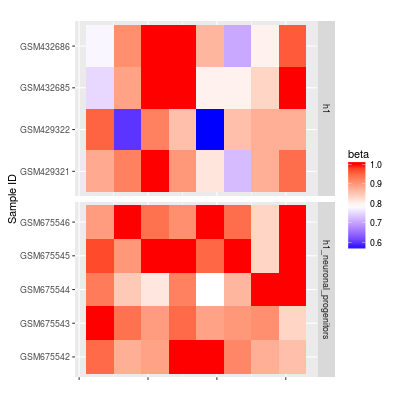 GSM432686
GSM432685
GSM429322
GSM429321
h1
GSM675546
GSM675545
GSM675544
GSM675543
GSM675542
h1_neuronal_progenitors
Sample ID
beta
1.0
0.9
0.8
0.7
0.6